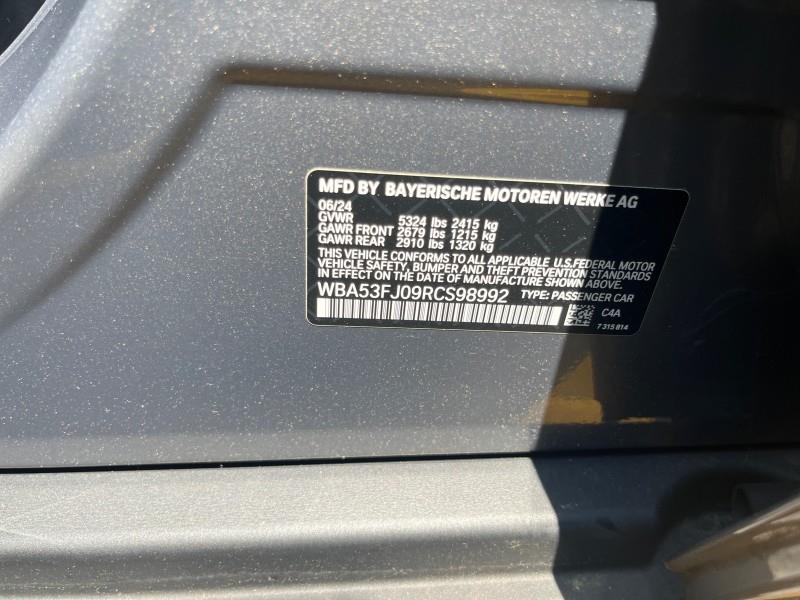 MFD BY BAYERISCHE MOTOREN WERKE AG
06/24
GVWR 5324 lbs 2415 kg
GAWR FRONT 2679 lbs 1215 kg
GAWR REAR 2910 lbs 1320 kg
THIS VEHICLE CONFORMS TO ALL APPLICABLE U.S.FEDERAL MOTOR
VEHICLE SAFETY, BUMPER AND THEFT PREVENTION STANDARDS
IN EFFECT ON THE DATE OF MANUFACTURE SHOWN ABOVE.
WBA53FJ09RCS98992 TYPE: PASSENGER CAR
C4A
7 315 814